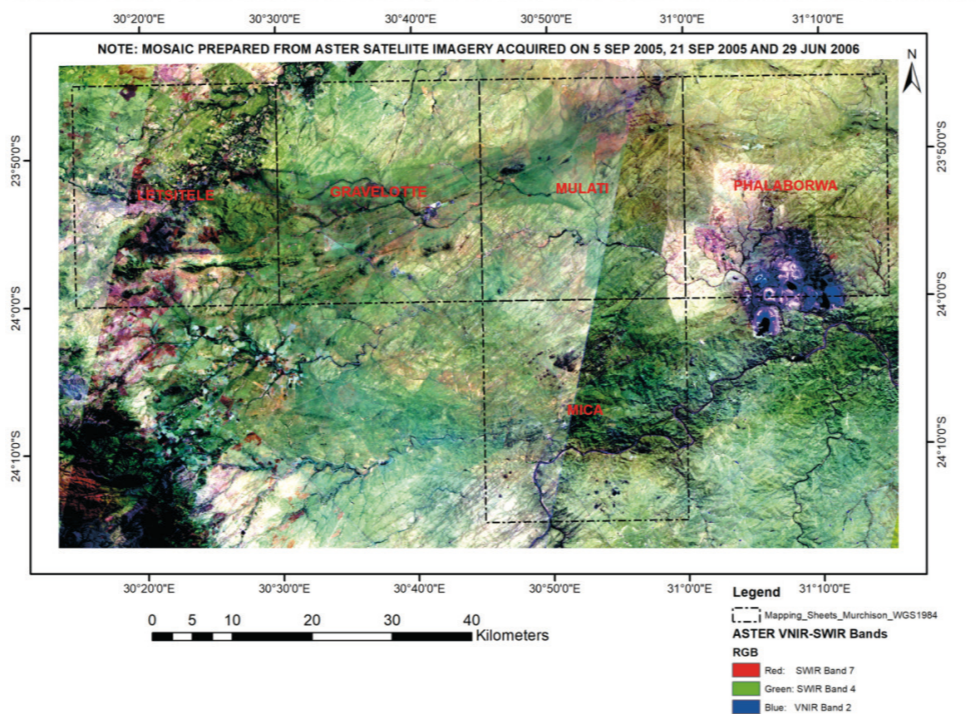 30°20'0"E 30°30'0"E 30°40'0"E 30°50'0"E 31°0'0"E 31°10'0"E
NOTE: MOSAIC PREPARED FROM ASTER SATELIITE IMAGERY ACQUIRED ON 5 SEP 2005, 21 SEP 2005 AND 29 JUN 2006
N
23°50'0"S 23°50'0"S
LETSITELE GRAVELOTTE MULATI PHALABORWA
24°0'0"S 24°0'0"S
MICA
24°10'0"S 24°10'0"S
30°20'0"E 30°30'0"E 30°40'0"E 30°50'0"E 31°0'0"E 31°10'0"E
0 5 10 20 30 40
Kilometers
Legend
Mapping_Sheets_Murchison_WGS1984
ASTER VNIR-SWIR Bands
RGB
Red: SWIR Band 7
Green: SWIR Band 4
Blue: VNIR Band 2